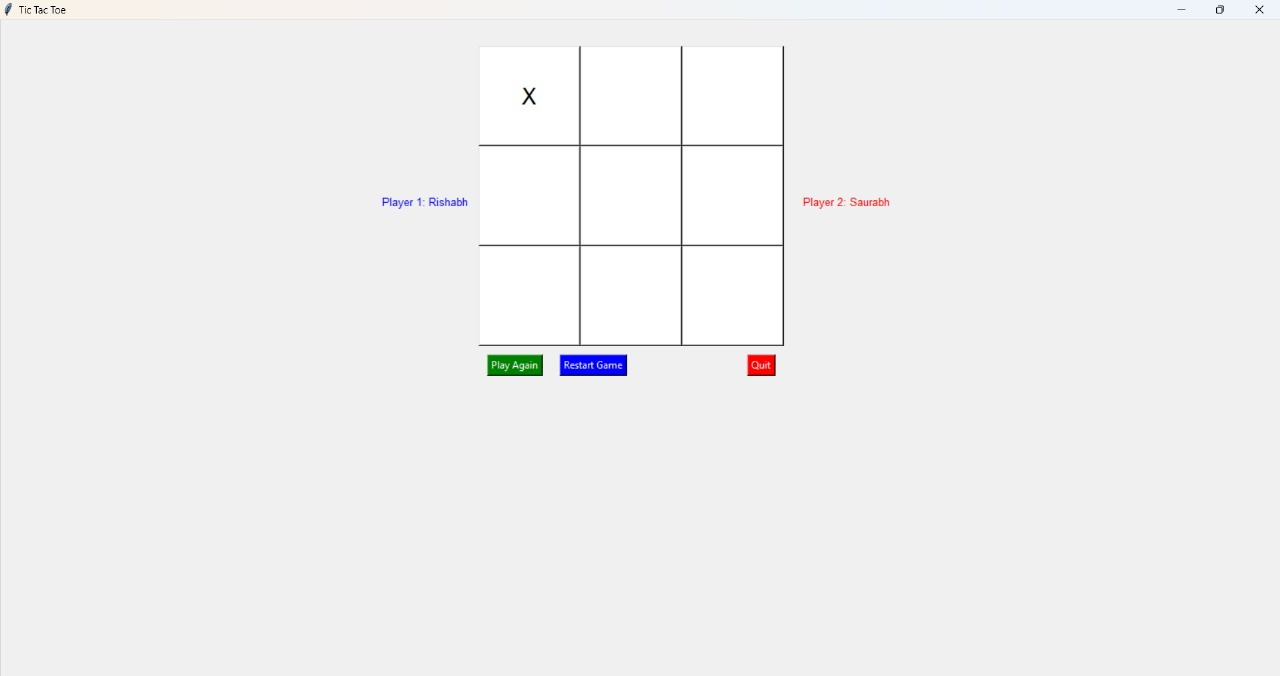 Tic Tac Toe
X
Player 1: Rishabh
Player 2: Saurabh
Play Again
Restart Game
Quit